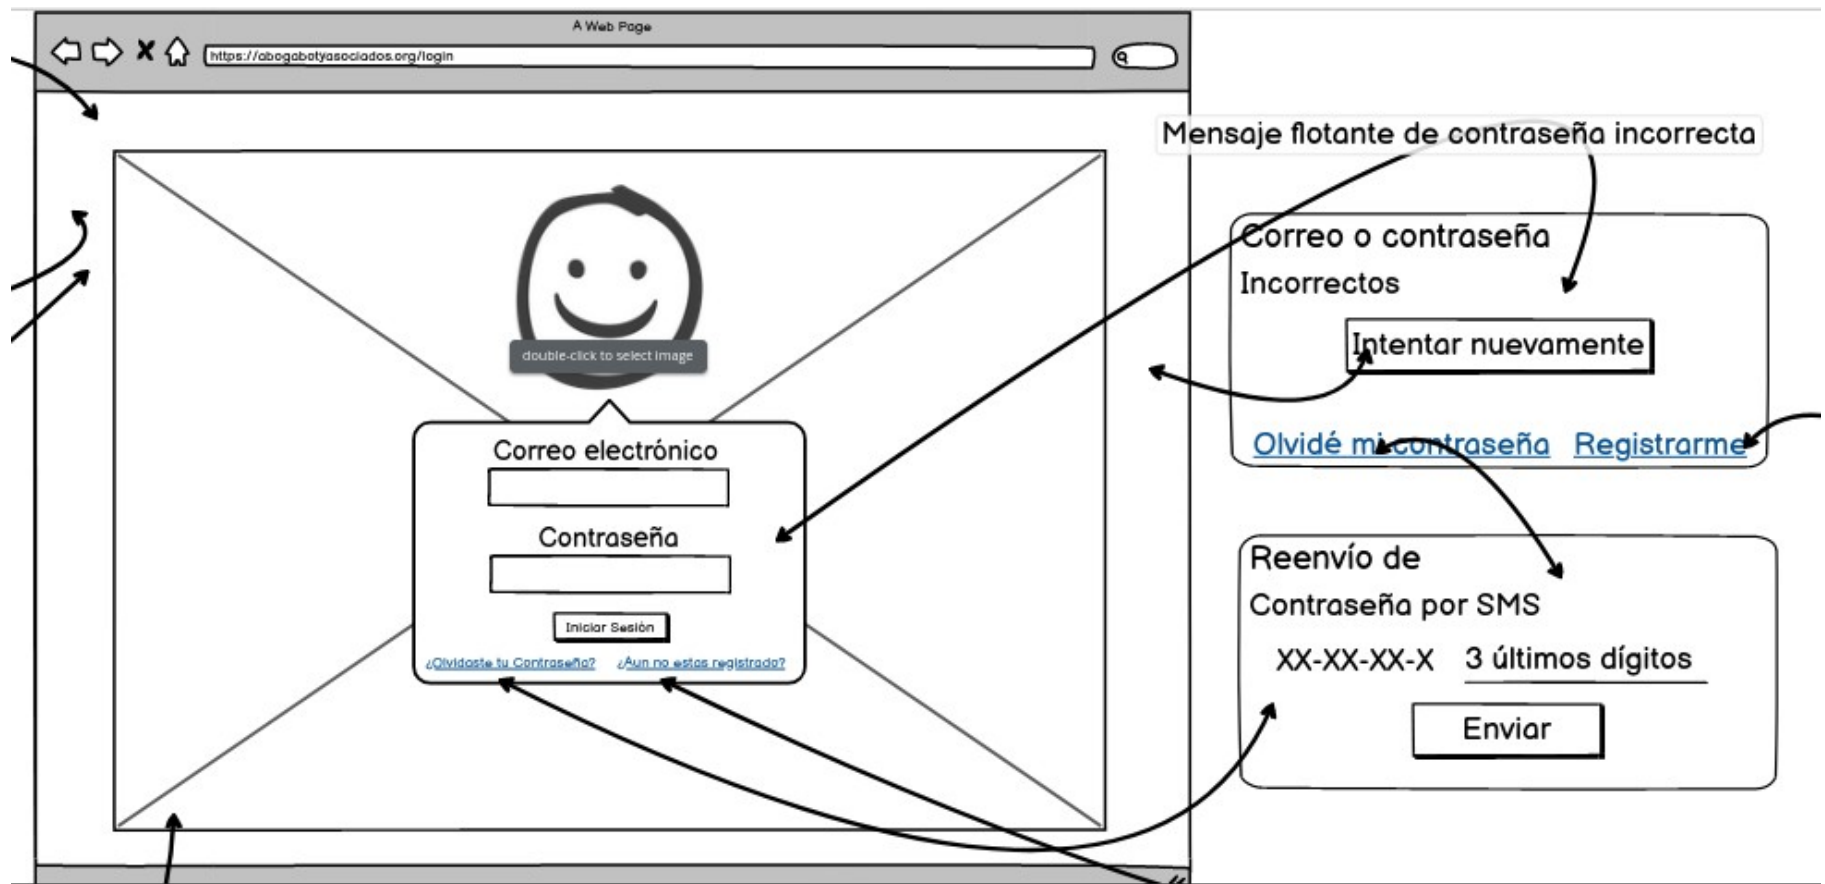 A Web Page
https://abogabotyasociados.org/login
Mensaje flotante de contraseña incorrecta
double-click to select image
Correo electrónico
Contraseña
Iniciar Sesión
¿Olvidaste tu Contraseña? ¿Aun no estas registrado?
Correo o contraseña
Incorrectos
Intentar nuevamente
Olvidé mi contraseña Registrarme
Reenvío de
Contraseña por SMS
XX-XX-XX-X 3 últimos dígitos
Enviar